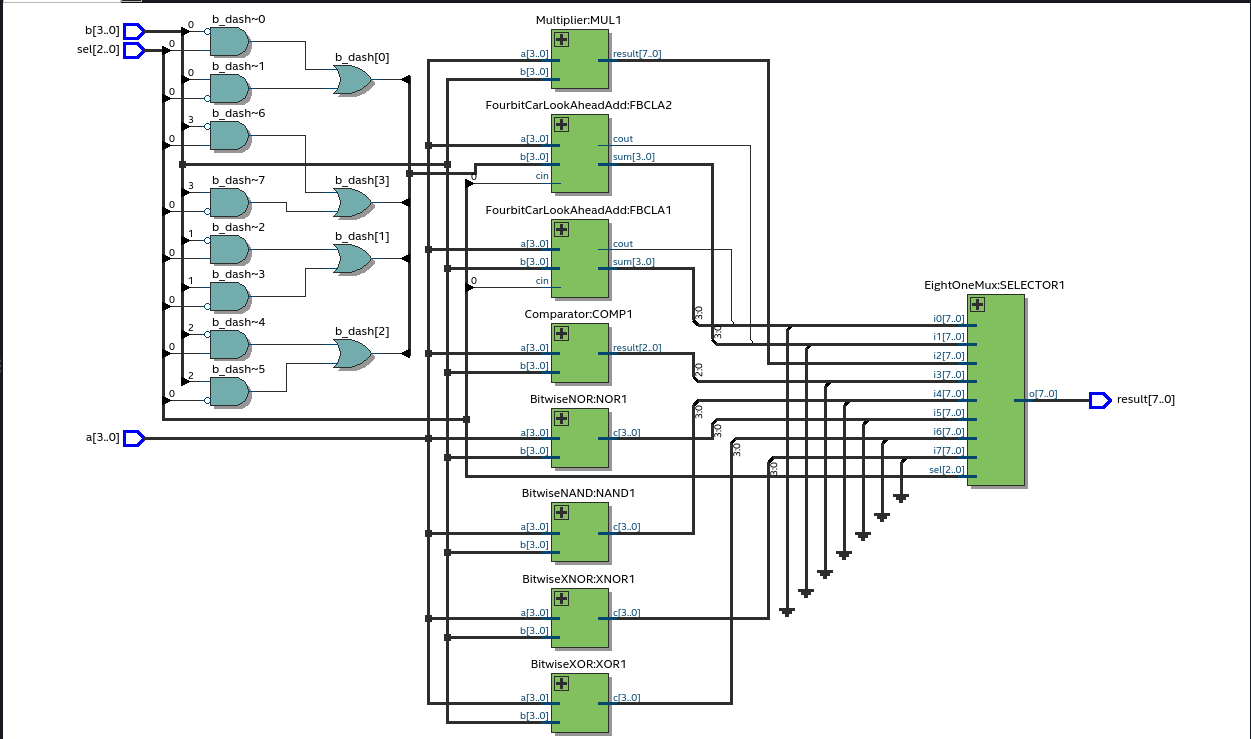 b[3..0]
sel[2..0]
a[3..0]
b_dash~0
0
0
b_dash~1
0
0
b_dash~6
3
0
b_dash~7
3
0
b_dash~2
1
0
b_dash~3
1
0
b_dash~4
2
0
b_dash~5
2
0
b_dash[0]
b_dash[3]
b_dash[1]
b_dash[2]
Multiplier:MUL1
a[3..0] result[7..0]
b[3..0]
FourbitCarLookAheadAdd:FBCLA2
a[3..0] cout
b[3..0] sum[3..0]
0 cin
FourbitCarLookAheadAdd:FBCLA1
a[3..0] cout
b[3..0] sum[3..0]
0 cin
Comparator:COMP1
a[3..0] result[2..0]
b[3..0]
BitwiseNOR:NOR1
a[3..0] c[3..0]
b[3..0]
BitwiseNAND:NAND1
a[3..0] c[3..0]
b[3..0]
BitwiseXNOR:XNOR1
a[3..0] c[3..0]
b[3..0]
BitwiseXOR:XOR1
a[3..0] c[3..0]
b[3..0]
3:0
3:0
2:0
3:0
3:0
3:0
3:0
EightOneMux:SELECTOR1
i0[7..0]
i1[7..0]
i2[7..0]
i3[7..0]
i4[7..0] o[7..0]
i5[7..0]
i6[7..0]
i7[7..0]
sel[2..0]
result[7..0]